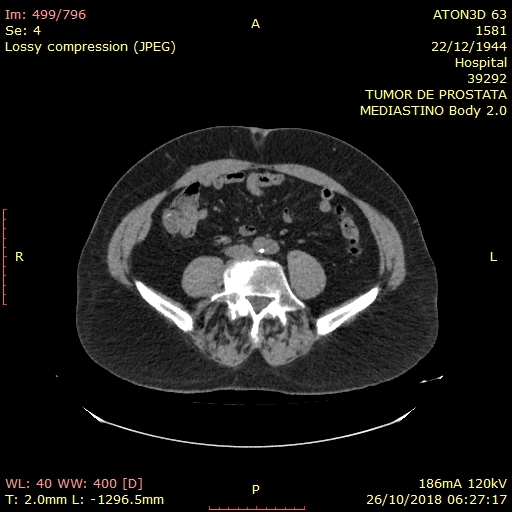 Im: 499/796
Se: 4
Lossy compression (JPEG)
A
ATON3D 63
1581
22/12/1944
Hospital
39292
TUMOR DE PROSTATA
MEDIASTINO Body 2.0
R
L
WL: 40 WW: 400 [D]
T: 2.0mm L: -1296.5mm
P
186mA 120kV
26/10/2018 06:27:17